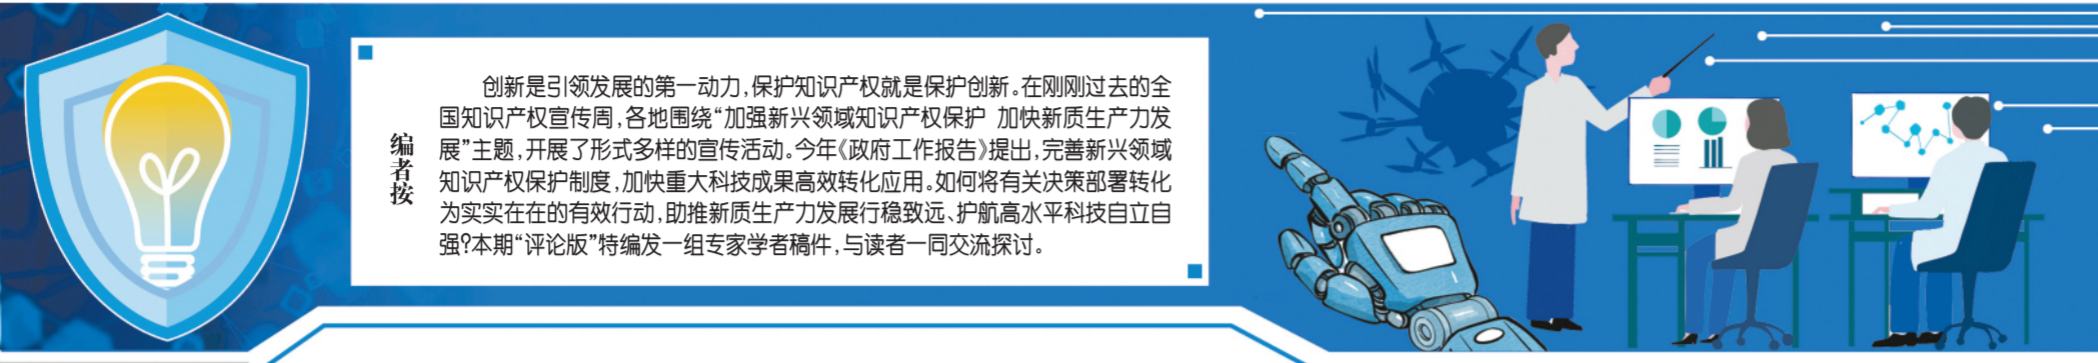 编者按
创新是引领发展的第一动力，保护知识产权就是保护创新。在刚刚过去的全
国知识产权宣传周，各地围绕“加强新兴领域知识产权保护 加快新质生产力发
展”主题，开展了形式多样的宣传活动。今年《政府工作报告》提出，完善新兴领域
知识产权保护制度，加快重大科技成果高效转化应用。如何将有关决策部署转化
为实实在在的有效行动，助推新质生产力发展行稳致远、护航高水平科技自立自
强？本期“评论版”特编发一组专家学者稿件，与读者一同交流探讨。